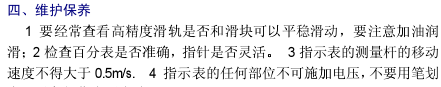 四、维护保养
1 要经常查看高精度滑轨是否和滑块可以平稳滑动，要注意加油润
滑；2 检查百分表是否准确，指针是否灵活。 3 指示表的测量杆的移动
速度不得大于 0.5m/s. 4 指示表的任何部位不可施加电压，不要用笔划